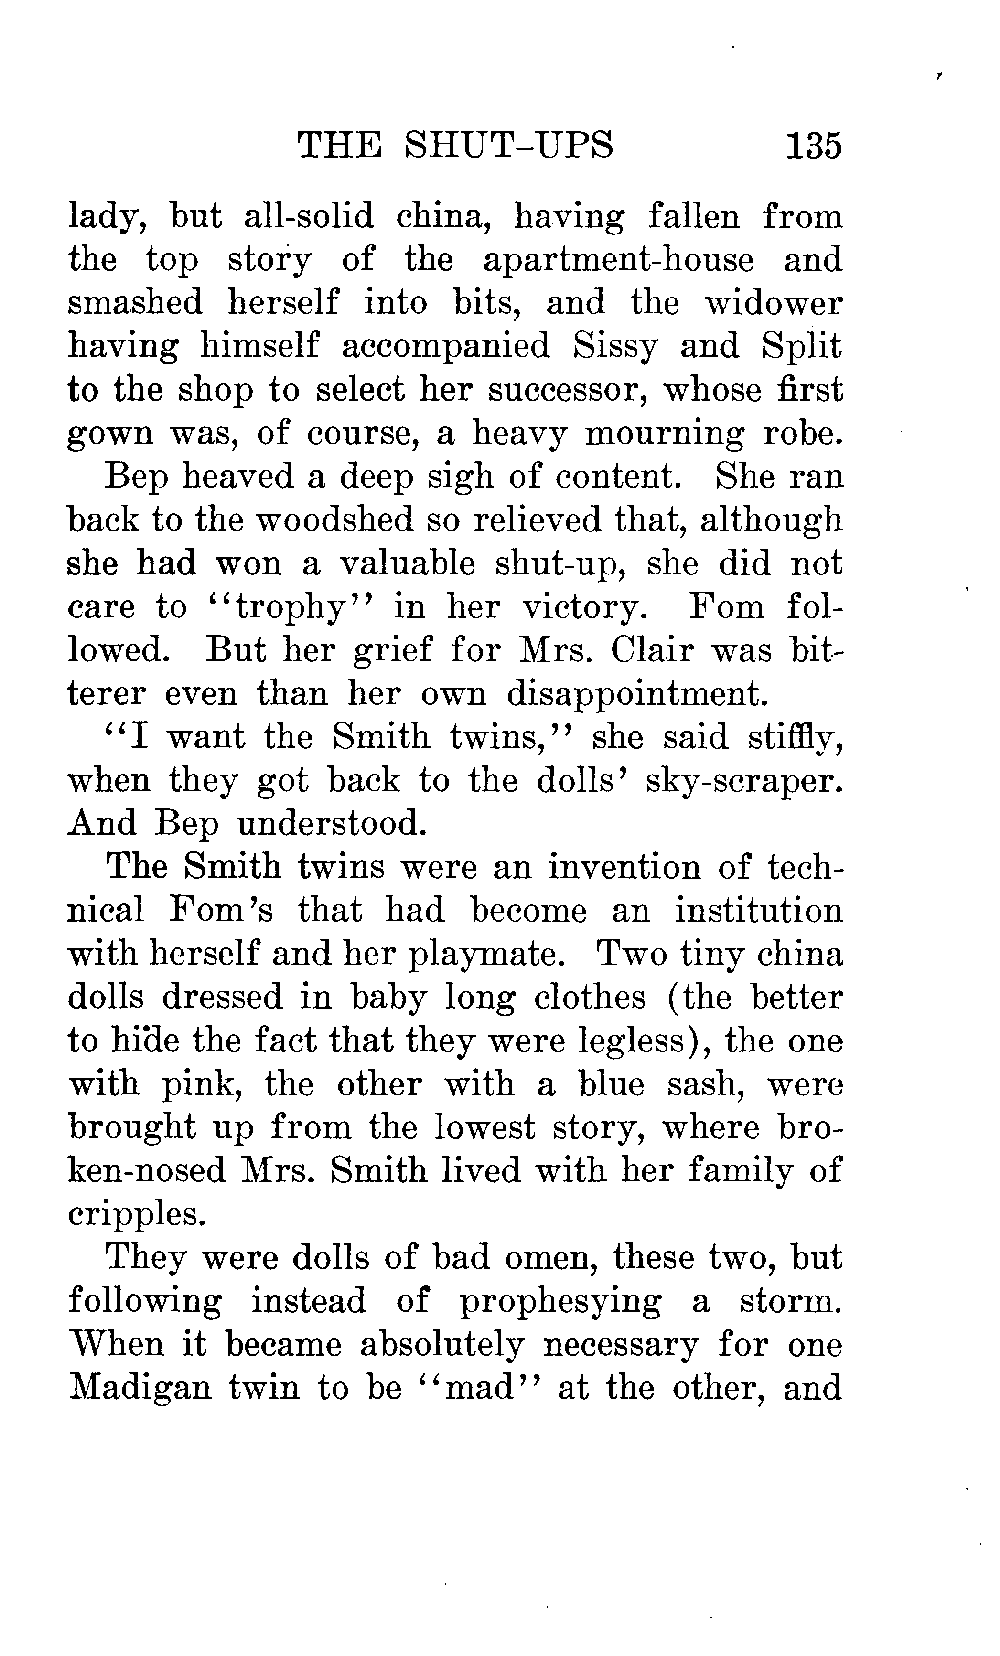 THE SHUT-UPS 135
lady, but all-solid china, having fallen from
the top story of the apartment-house and
smashed herself into bits, and the widower
having himself accompanied Sissy and Split
to the shop to select her successor, whose first
gown was, of course, a heavy mourning robe.
Bep heaved a deep sigh of content. She ran
back to the woodshed so relieved that, although
she had won a valuable shut-up, she did not
care to "trophy" in her victory. Fom fol-
lowed. But her grief for Mrs. Clair was bit-
terer even than her own disappointment.
"I want the Smith twins," she said stiffly,
when they got back to the dolls' sky-scraper.
And Bep understood.
The Smith twins were an invention of tech-
nical Fom's that had become an institution
with herself and her playmate. Two tiny china
dolls dressed in baby long clothes (the better
to hide the fact that they were legless), the one
with pink, the other with a blue sash, were
brought up from the lowest story, where bro-
ken-nosed Mrs. Smith lived with her family of
cripples.
They were dolls of bad omen, these two, but
following instead of prophesying a storm.
When it became absolutely necessary for one
Madigan twin to be "mad" at the other, and